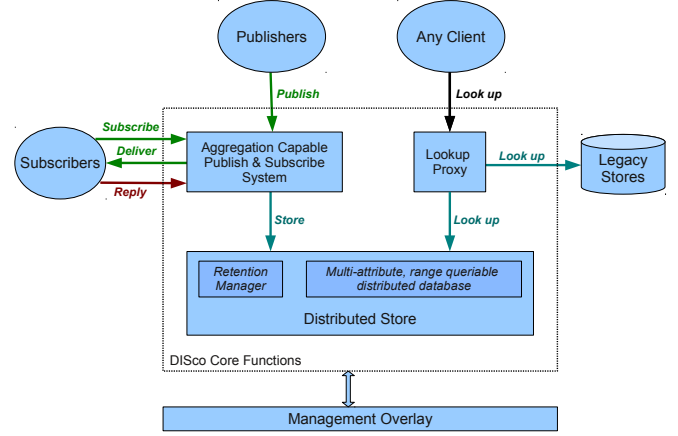 Publishers
Any Client
Publish
Look up
Subscribe
Deliver
Reply
Subscribers
Aggregation Capable
Publish & Subscribe
System
Lookup
Proxy
Look up
Legacy
Stores
Store
Look up
Retention
Manager
Multi-attribute, range queriable
distributed database
Distributed Store
DISco Core Functions
Management Overlay